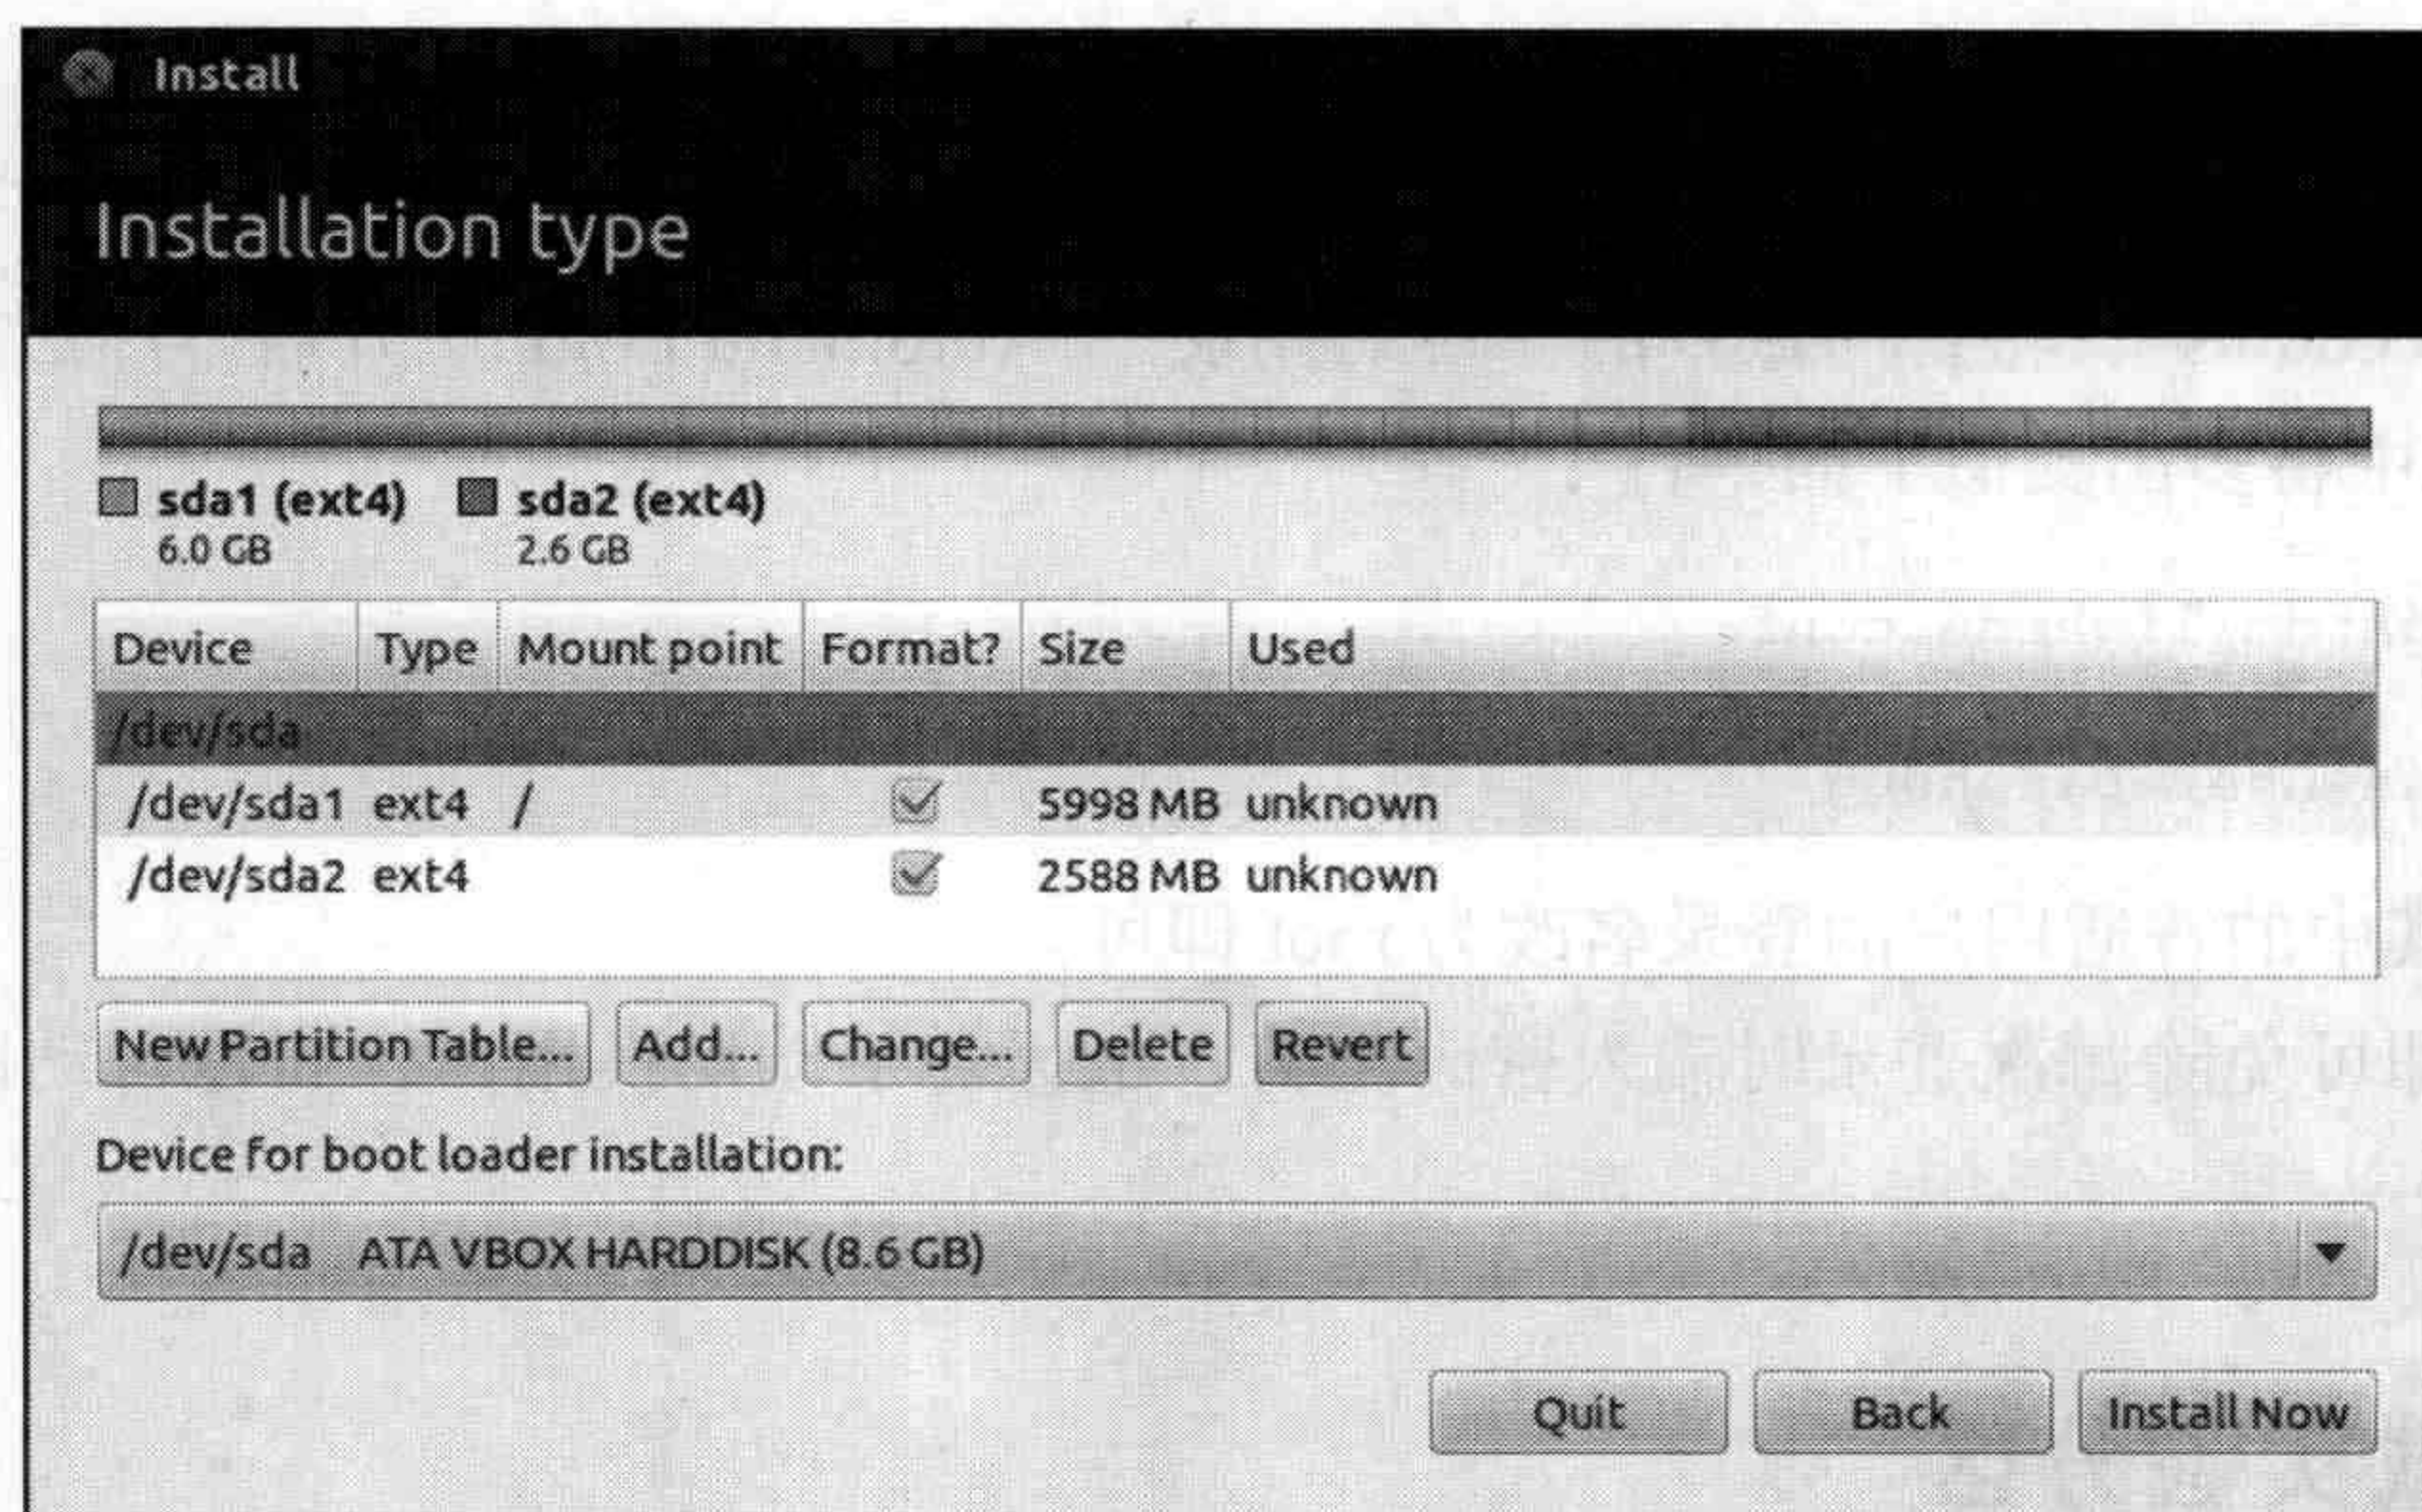 Install
Installation type
sda1 (ext4) sda2 (ext4)
6.0 GB 2.6 GB
Device Type Mount point Format? Size Used
/dev/sda
/dev/sda1 ext4 / 5998 MB unknown
/dev/sda2 ext4 2588 MB unknown
New Partition Table... Add... Change... Delete Revert
Device for boot loader installation:
/dev/sda ATA VBOX HARDDISK (8.6 GB)
Quit Back Install Now